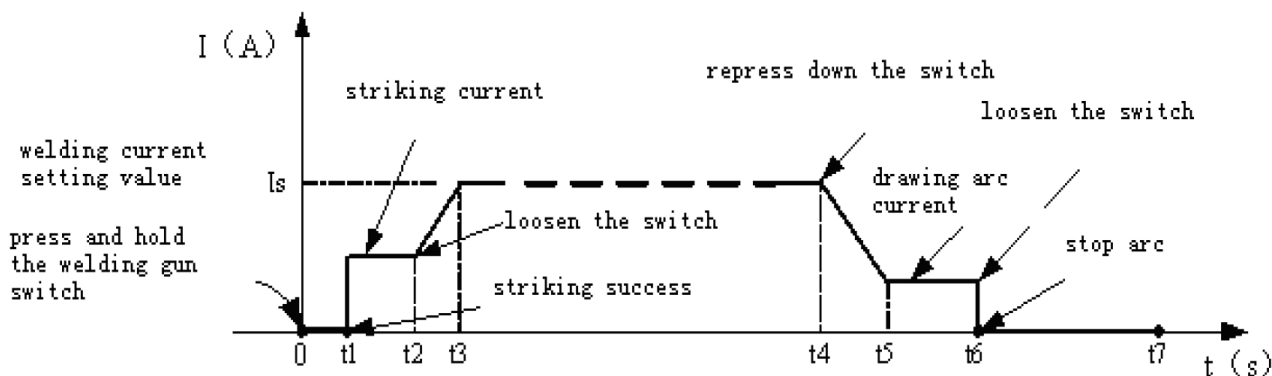 I (A)
striking current
repress down the switch
loosen the switch
welding current
setting value
Is
drawing arc
current
press and hold
the welding gun
switch
loosen the switch
stop arc
striking success
0
t1
t2
t3
t4
t5
t6
t7
t (s)